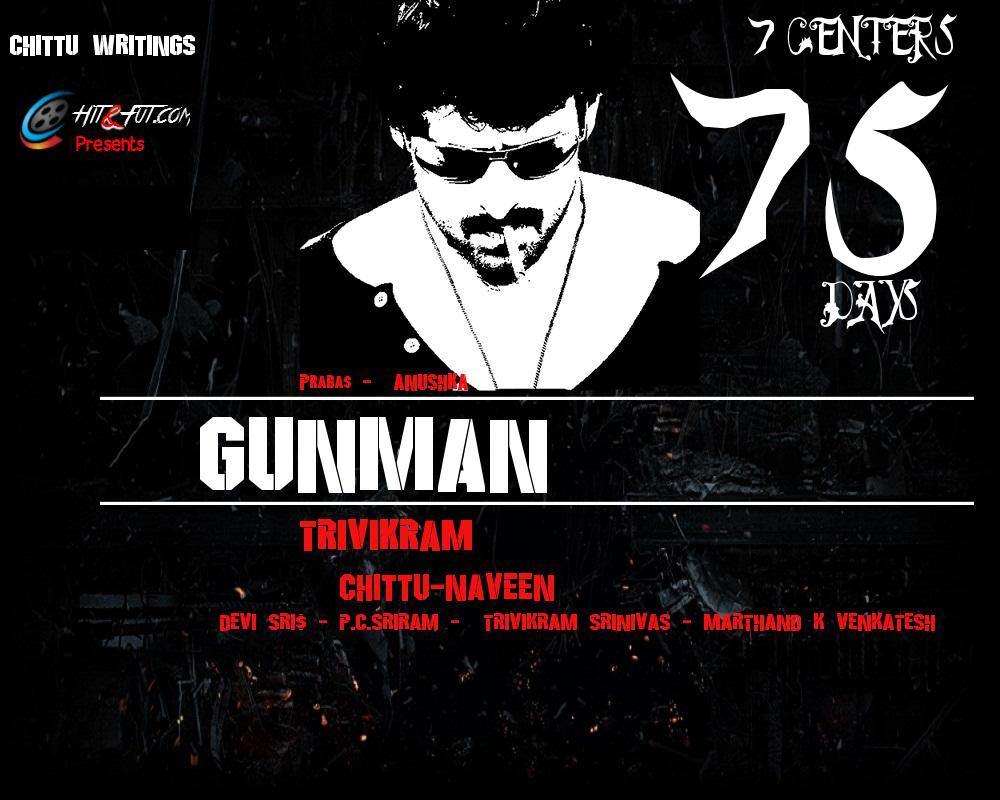 CHITTU WRITINGS
HIT&FUT.COM
Presents
7 CENTERS
75
DAYS
PRABAS - ANUSHKA
GUNMAN
TRIVIKRAM
CHITTU-NAVEEN
DEVI SRIS - P.C.SRIRAM - TRIVIKRAM SRINIVAS - MARTHAND K VENKATESH